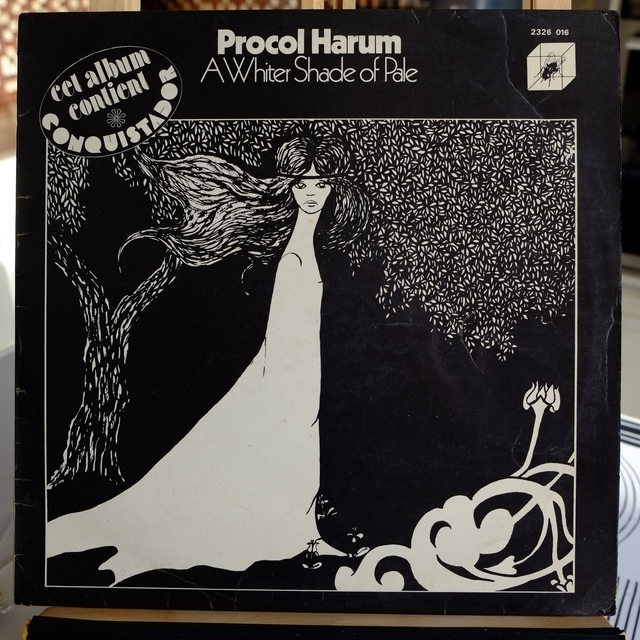 Procol Harum
A Whiter Shade of Pale
2326 016
cet album
contient
CONQUISTADOR